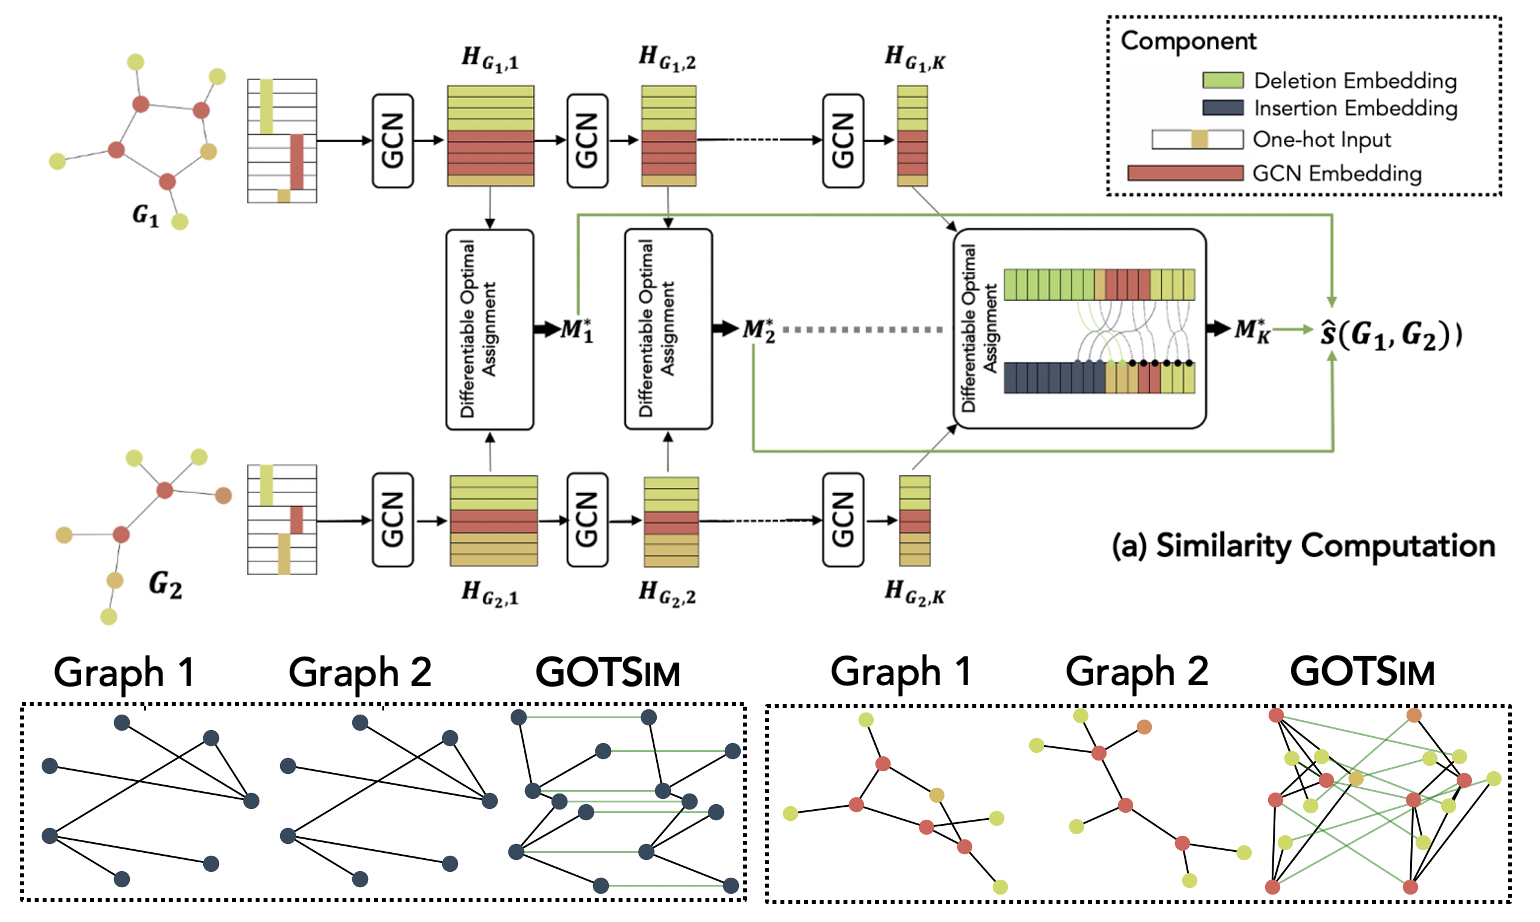 H_{G_1,1}
H_{G_1,2}
H_{G_1,K}
Component
Deletion Embedding
Insertion Embedding
One-hot Input
GCN Embedding
GCN
GCN
GCN
G_1
Differentiable Optimal
Assignment
M_1^*
Differentiable Optimal
Assignment
M_2^*
Differentiable Optimal
Assignment
M_K^*
ŝ(G_1, G_2))
GCN
GCN
GCN
G_2
H_{G_2,1}
H_{G_2,2}
H_{G_2,K}
(a) Similarity Computation
Graph 1
Graph 2
GOTSIM
Graph 1
Graph 2
GOTSIM